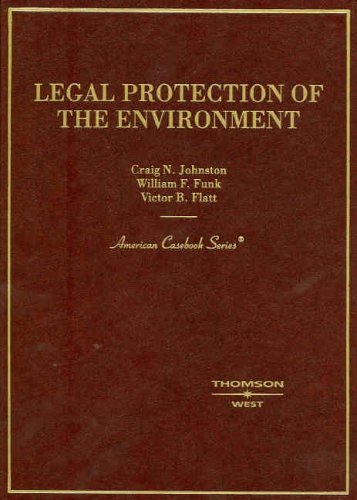 LEGAL PROTECTION OF
THE ENVIRONMENT
Craig N. Johnston
William F. Funk
Victor B. Flatt
American Casebook Series®
THOMSON
WEST